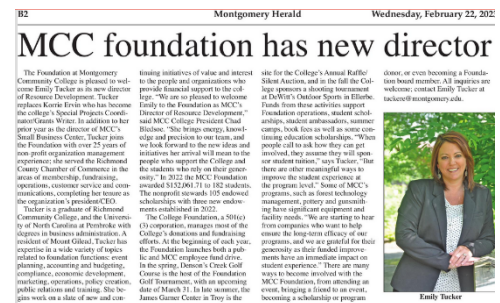 B2
Montgomery Herald
Wednesday, February 22, 202
MCC foundation has new director
The Foundation at Montgomery
Community College is pleased to wel-
come Emily Tucker as its new director
of Resource Development. Tucker
replaces Korrie Ervin who has become
the college's Special Projects Coordi-
nator/Grants Writer. In addition to her
prior year as the director of MCC's
Small Business Center, Tucker joins
the Foundation with over 25 years of
non-profit organization management
experience; she served the Richmond
County Chamber of Commerce in the
areas of membership, fundraising,
operations, customer service and com-
munications, completing her tenure as
the organization's president/CEO.
Tucker is a graduate of Richmond
Community College, and the Universi-
ty of North Carolina at Pembroke with
degrees in business administration. A
resident of Mount Gilead, Tucker has
expertise in a wide variety of topics
related to foundation functions: event
planning, accounting and budgeting,
compliance, economic development,
marketing, operations, policy creation,
public relations and training. She be-
gins work on a slate of new and con-
tinuing initiatives of value and interest
to the people and organizations who
provide financial support to the col-
lege. "We are so pleased to welcome
Emily to the Foundation as MCC's
Director of Resource Development,"
said MCC College President Chad
Bledsoe. "She brings energy, knowl-
edge and precision to our team, and
we look forward to the new ideas and
initiatives her arrival will mean to the
people who support the College and
the students who rely on their gener-
osity." In 2022 the MCC Foundation
awarded $152,061.71 to 182 students.
The nonprofit stewards 105 endowed
scholarships with three new endow-
ments established in 2022.
The College Foundation, a 501(c)
(3) corporation, manages most of the
College's donations and fundraising
efforts. At the beginning of each year,
the Foundation launches both a pub-
lic and MCC employee fund drive.
In the spring, Denson's Creek Golf
Course is the host of the Foundation
Golf Tournament, with an upcoming
date of March 31. In late summer, the
James Garner Center in Troy is the
site for the College's Annual Raffle/
Silent Auction, and in the fall the Col-
lege sponsors a shooting tournament
at DeWitt's Outdoor Sports in Ellerbe.
Funds from these activities support
Foundation operations, student schol-
arships, student ambassadors, summer
camps, book fees as well as some con-
tinuing education scholarships. "When
people call to ask how they can get
involved, they assume they will spon-
sor student tuition," says Tucker, "But
there are other meaningful ways to
improve the student experience at
the program level." Some of MCC's
programs, such as forest technology
management, pottery and gunsmith-
ing have significant equipment and
facility needs. "We are starting to hear
from companies who want to help
ensure the long-term efficacy of our
programs, and we are grateful for their
generosity as their funded improve-
ments have an immediate impact on
student experience." There are many
ways to become involved with the
MCC Foundation, from attending an
event, bringing a friend to an event,
becoming a scholarship or program
donor, or even becoming a Founda-
tion board member. All inquiries are
welcome; contact Emily Tucker at
tuckere@montgomery.edu.
Emily Tucker